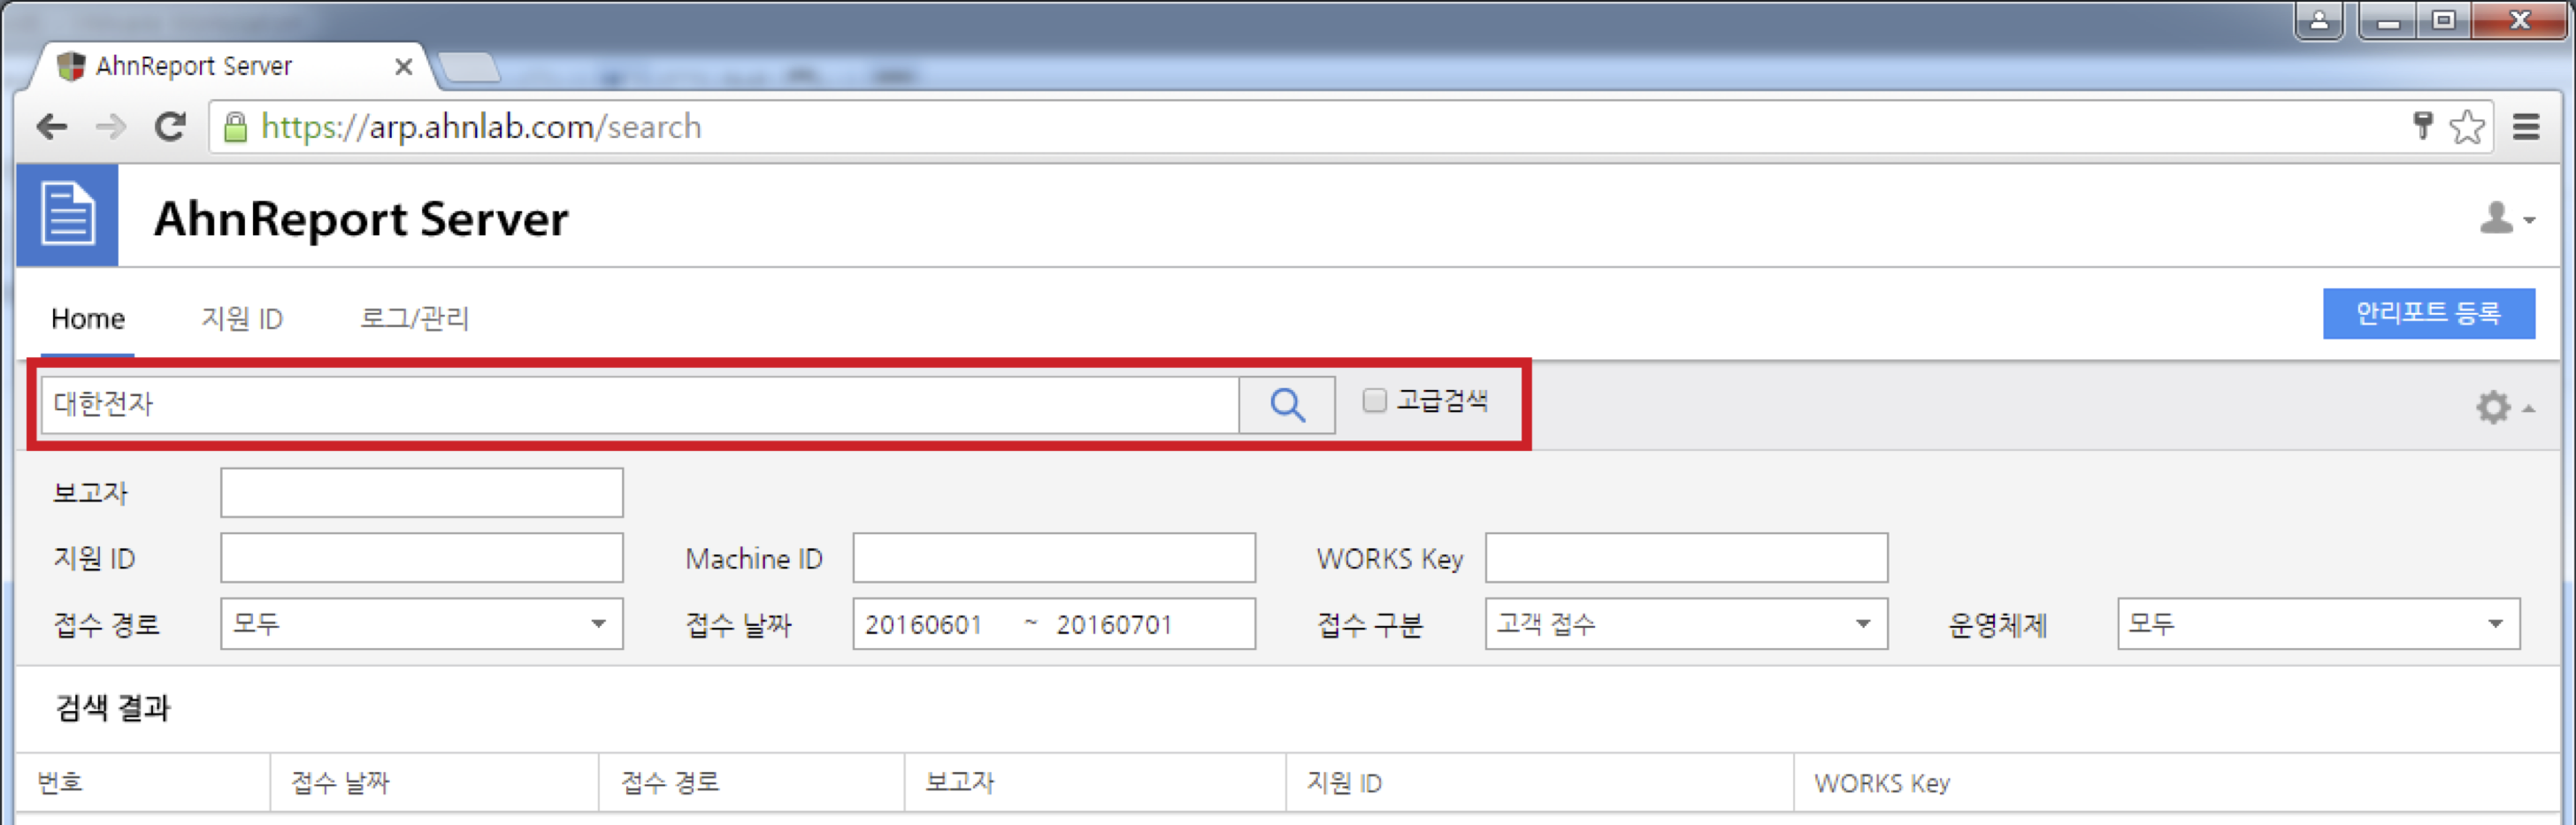 AhnReport Server
https://arp.ahnlab.com/search
AhnReport Server
Home 지원 ID 로그/관리 안리포트 등록
대한전자 고급검색
보고자
지원 ID Machine ID WORKS Key
접수 경로 모두 접수 날짜 20160601 ~ 20160701 접수 구분 고객 접수 운영체제 모두
검색 결과
번호 접수 날짜 접수 경로 보고자 지원 ID WORKS Key